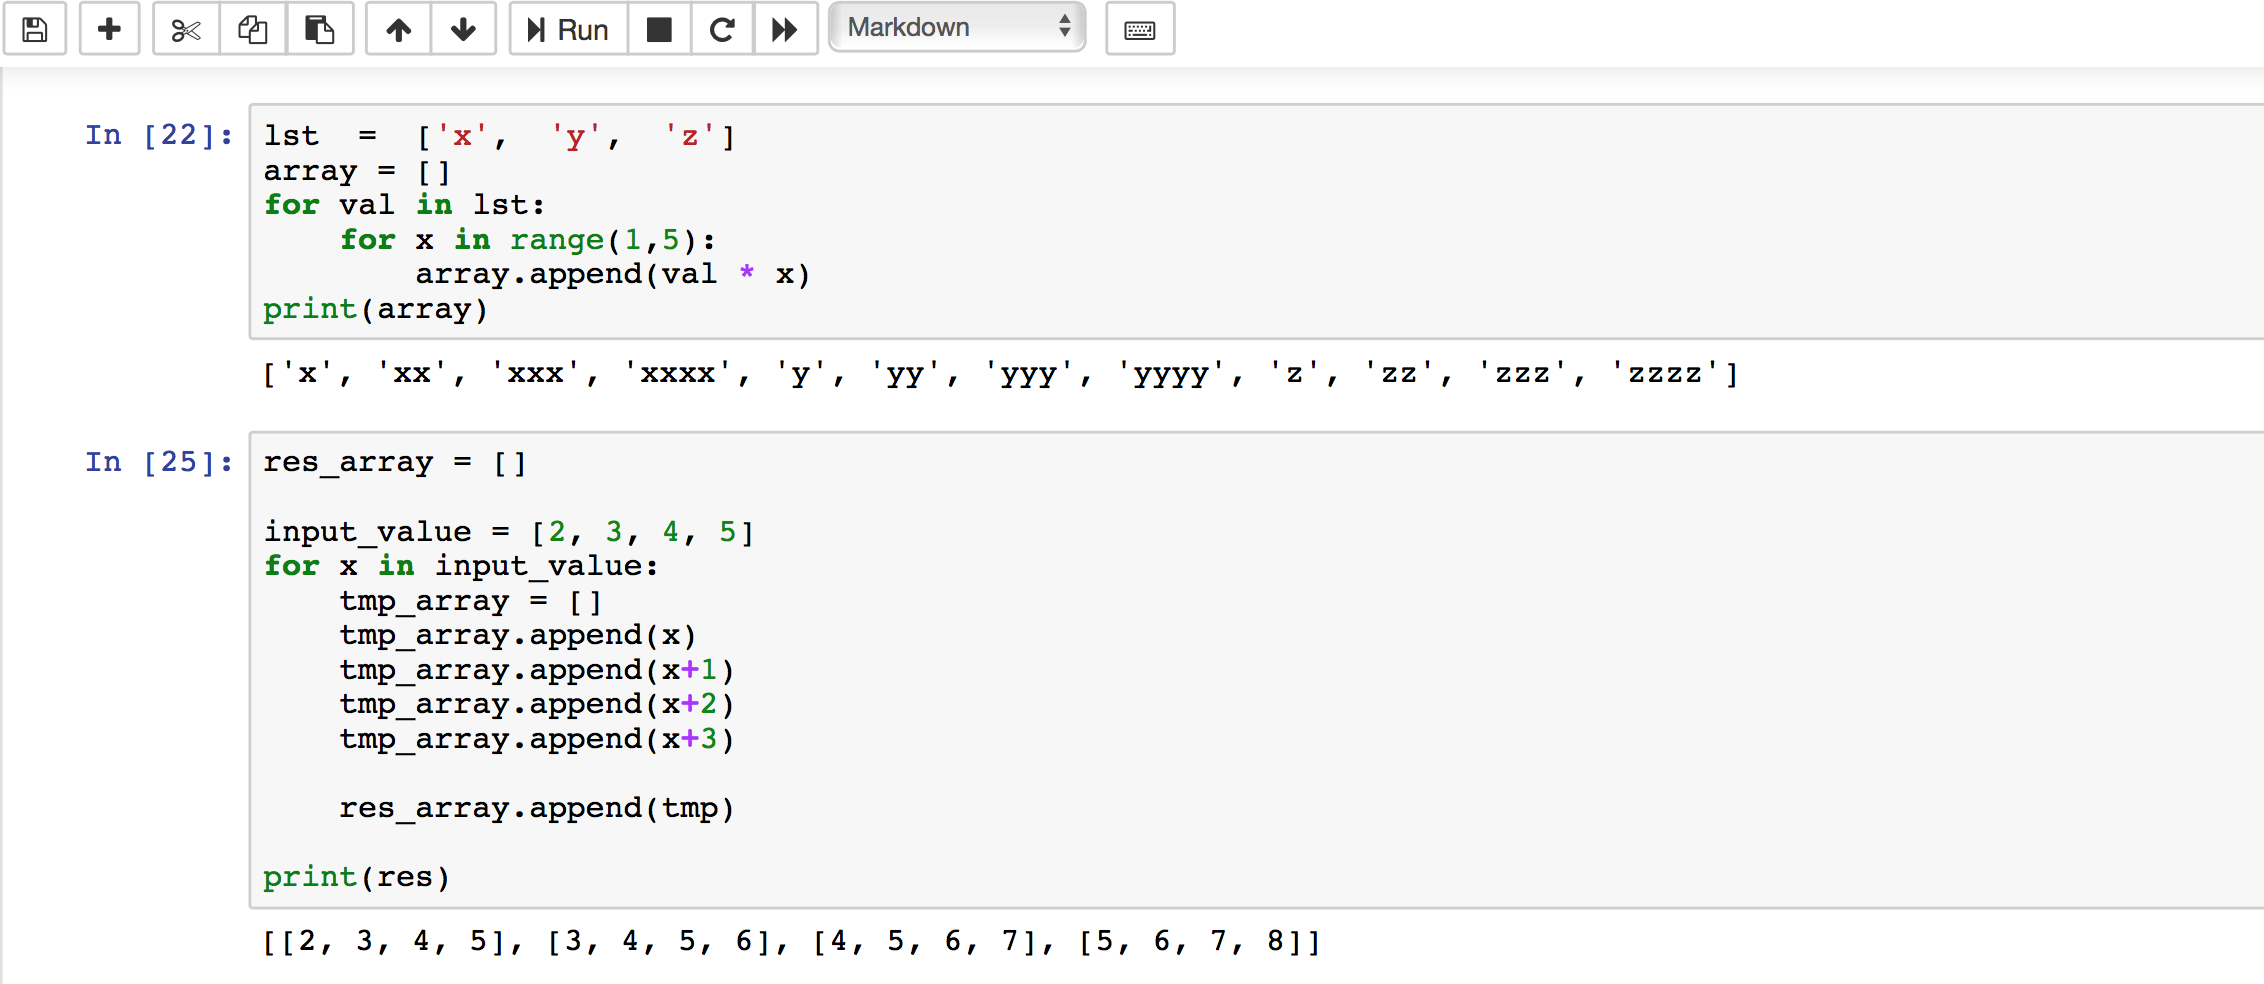 Run Markdown
In [22]: lst  =  ['x',  'y',  'z']
array = []
for val in lst:
    for x in range(1,5):
        array.append(val * x)
print(array)
['x', 'xx', 'xxx', 'xxxx', 'y', 'yy', 'yyy', 'yyyy', 'z', 'zz', 'zzz', 'zzzz']
In [25]: res_array = []
input_value = [2, 3, 4, 5]
for x in input_value:
    tmp_array = []
    tmp_array.append(x)
    tmp_array.append(x+1)
    tmp_array.append(x+2)
    tmp_array.append(x+3)
    res_array.append(tmp)
print(res)
[[2, 3, 4, 5], [3, 4, 5, 6], [4, 5, 6, 7], [5, 6, 7, 8]]